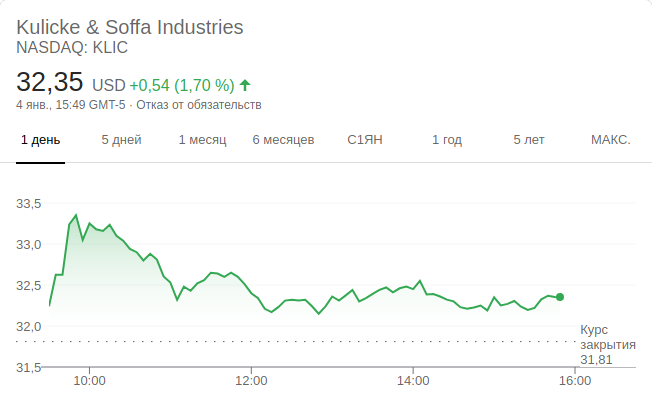 Kulicke & Soffa Industries
NASDAQ: KLIC
32,35 USD +0,54 (1,70 %)
4 янв., 15:49 GMT-5 · Отказ от обязательств
1 день 5 дней 1 месяц 6 месяцев С1ЯН 1 год 5 лет МАКС.
33,5
33,0
32,5
32,0
Курс
закрытия
31,81
31,5
10:00 12:00 14:00 16:00